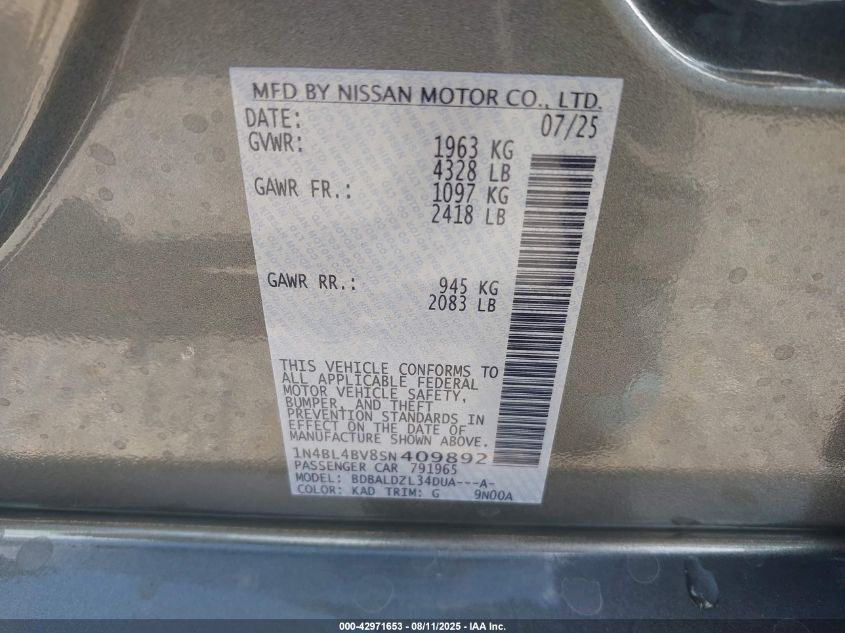 MFD BY NISSAN MOTOR CO., LTD.
DATE: 07/25
GVWR: 1963 KG
4328 LB
GAWR FR.: 1097 KG
2418 LB
GAWR RR.: 945 KG
2083 LB
THIS VEHICLE CONFORMS TO
ALL APPLICABLE FEDERAL
MOTOR VEHICLE SAFETY,
BUMPER, AND THEFT
PREVENTION STANDARDS IN
EFFECT ON THE DATE OF
MANUFACTURE SHOWN ABOVE.
1N4BL4BV8SN409892
PASSENGER CAR 791965
MODEL: BDBALDZL34DUA---A-
COLOR: KAD TRIM: G 9N00A
000-42971653 - 08/11/2025 - IAA Inc.